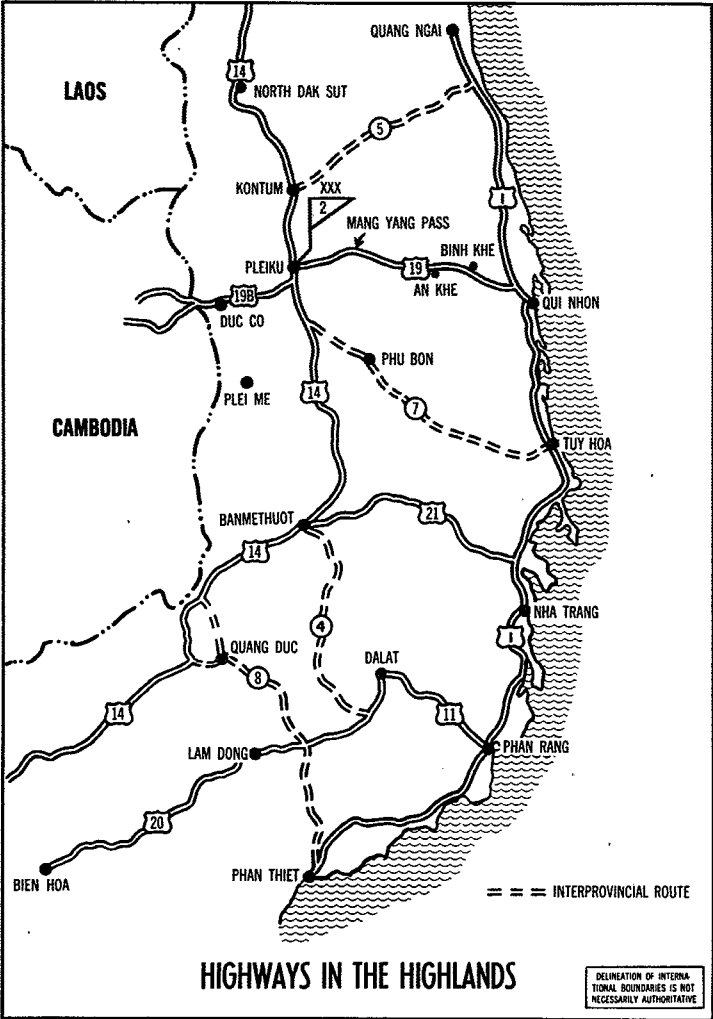 QUANG NGAI
14
LAOS
NORTH DAK SUT
5
KONTUM
XXX
2
1
MANG YANG PASS
BINH KHE
PLEIKU
19
AN KHE
19B
QUI NHON
DUC CO
PHU BON
PLEI ME
14
7
CAMBODIA
TUY HOA
BANMETHUOT
21
14
NHA TRANG
4
1
QUANG DUC
DALAT
8
14
11
LAM DONG
PHAN RANG
20
PHAN THIET
BIEN HOA
INTERPROVINCIAL ROUTE
HIGHWAYS IN THE HIGHLANDS
DELINEATION OF INTERNA-
TIONAL BOUNDARIES IS NOT
NECESSARILY AUTHORITATIVE